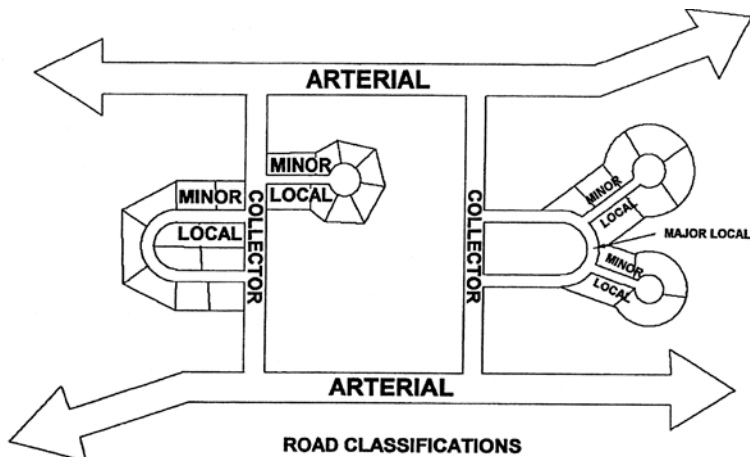 ARTERIAL
MINOR
LOCAL
MINOR
LOCAL
COLLECTOR
COLLECTOR
MINOR
LOCAL
MAJOR LOCAL
MINOR
LOCAL
ARTERIAL
ROAD CLASSIFICATIONS